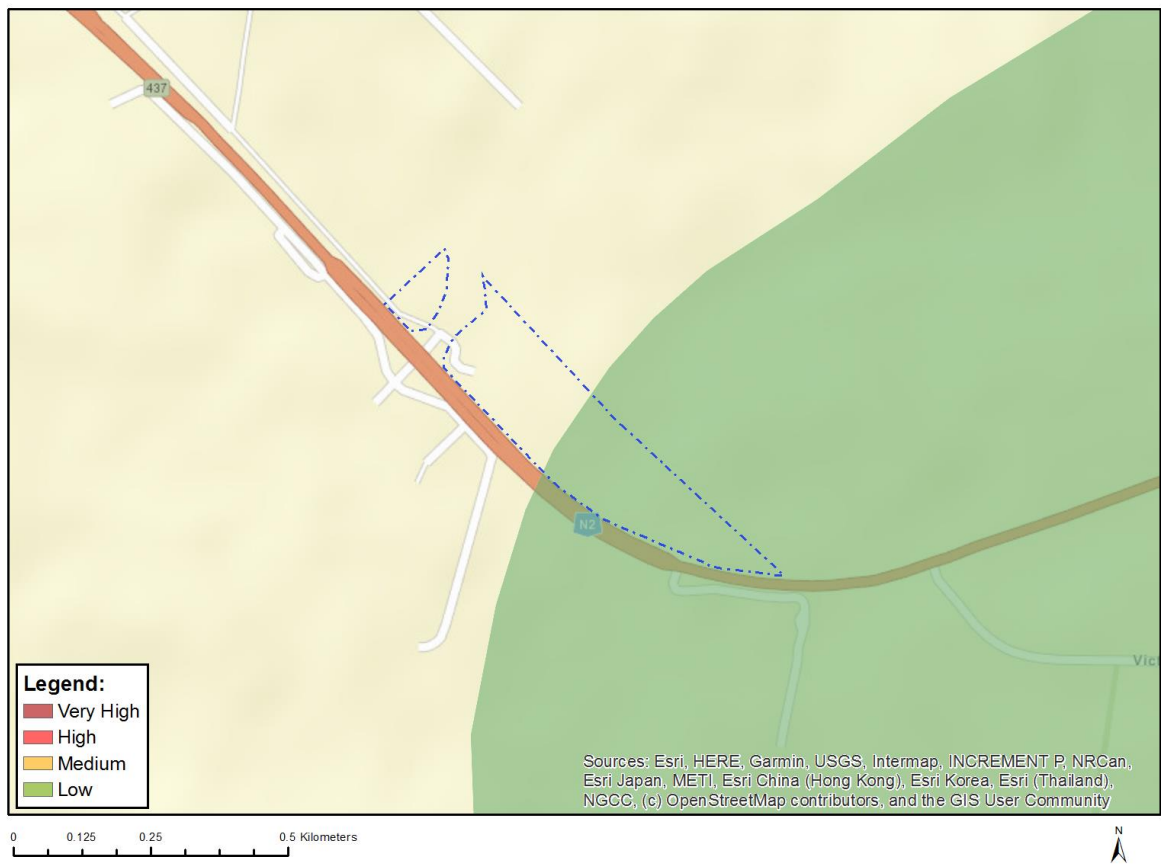 437
N2
Vict
Legend:
Very High
High
Medium
Low
Sources: Esri, HERE, Garmin, USGS, Intermap, INCREMENT P, NRCan,
Esri Japan, METI, Esri China (Hong Kong), Esri Korea, Esri (Thailand),
NGCC, (c) OpenStreetMap contributors, and the GIS User Community
0 0.125 0.25 0.5 Kilometers
N